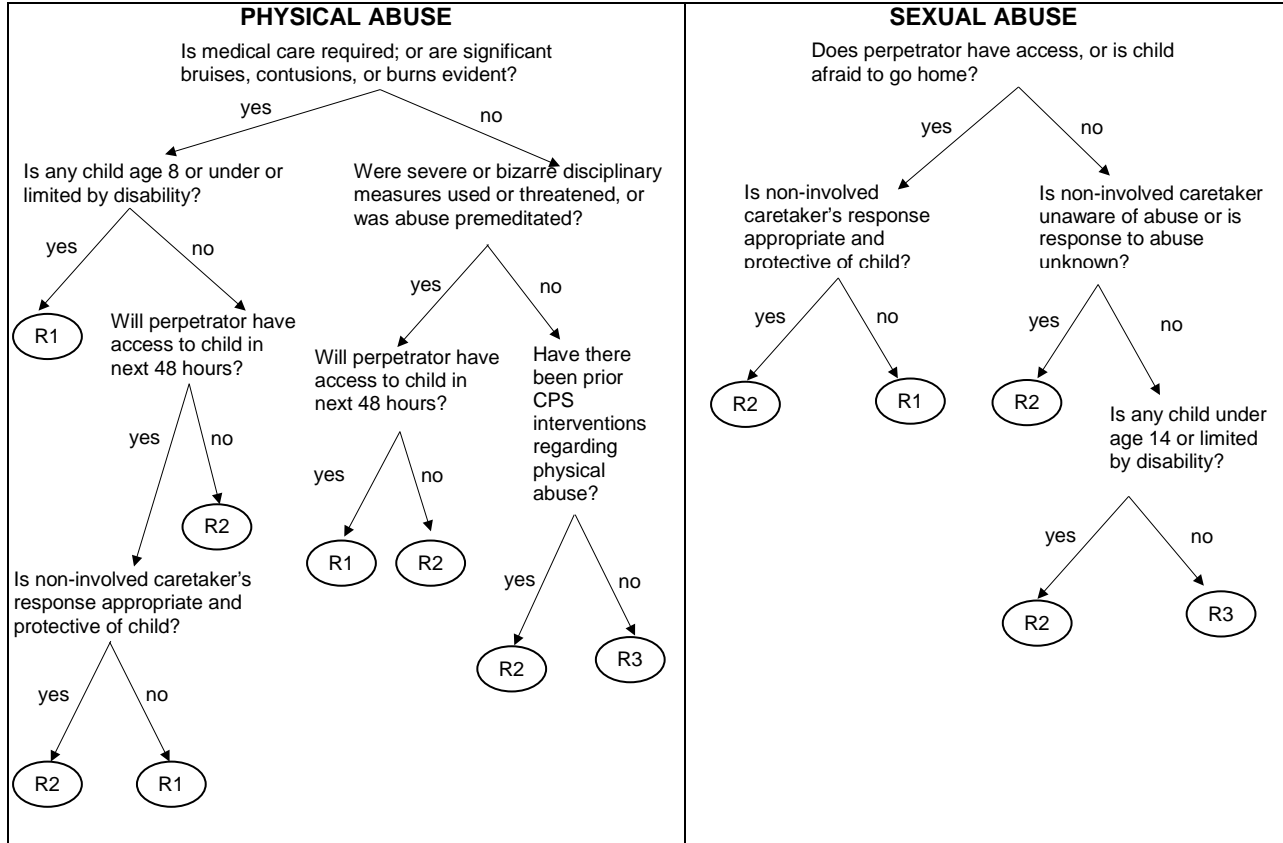 PHYSICAL ABUSE
Is medical care required; or are significant
bruises, contusions, or burns evident?
yes
no
Is any child age 8 or under or
limited by disability?
Were severe or bizarre disciplinary
measures used or threatened, or
was abuse premeditated?
yes
no
yes
no
R1
Will perpetrator have
access to child in
next 48 hours?
Will perpetrator have
access to child in
next 48 hours?
Have there
been prior
CPS
interventions
regarding
physical
abuse?
yes
no
yes
no
R2
R1
R2
Is non-involved caretaker's
response appropriate and
protective of child?
yes
no
R2
R3
yes
no
R2
R1
SEXUAL ABUSE
Does perpetrator have access, or is child
afraid to go home?
yes
no
Is non-involved
caretaker's response
appropriate and
protective of child?
Is non-involved caretaker
unaware of abuse or is
response to abuse
unknown?
yes
no
yes
no
R2
R1
R2
Is any child under
age 14 or limited
by disability?
yes
no
R2
R3